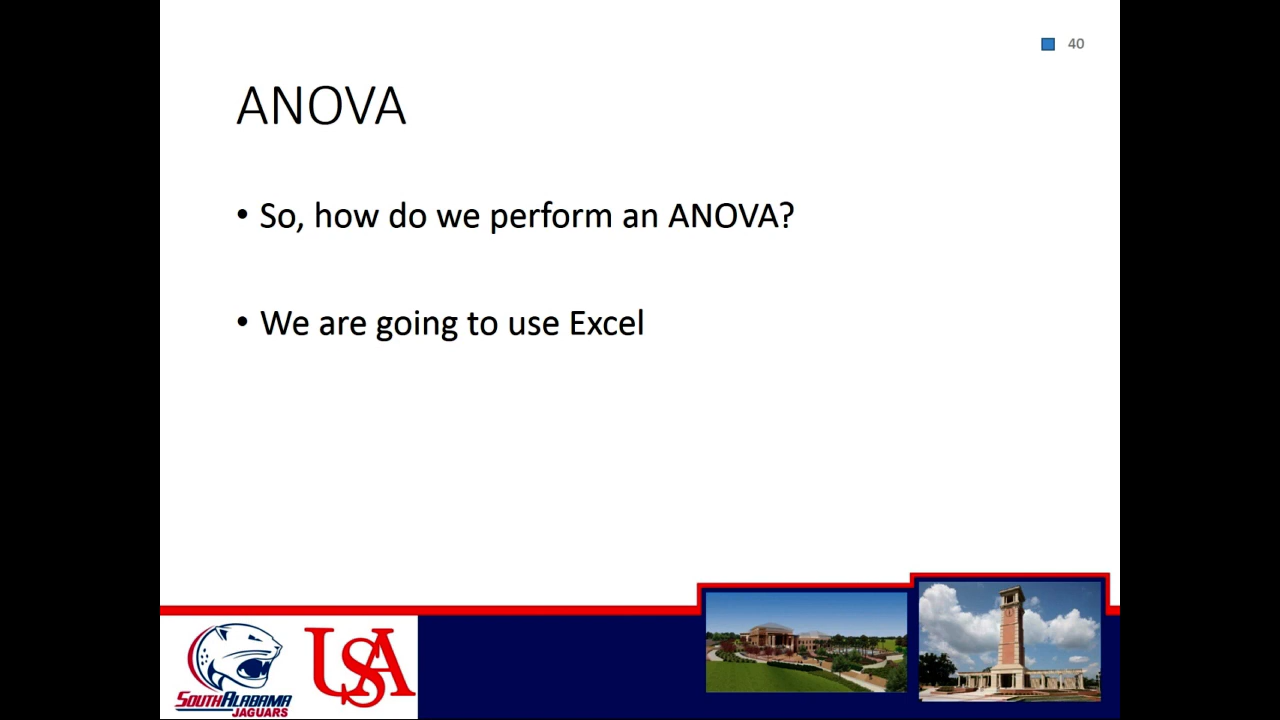 40
ANOVA
• So, how do we perform an ANOVA?
• We are going to use Excel
SOUTHALABAMA
JAGUARS
USA